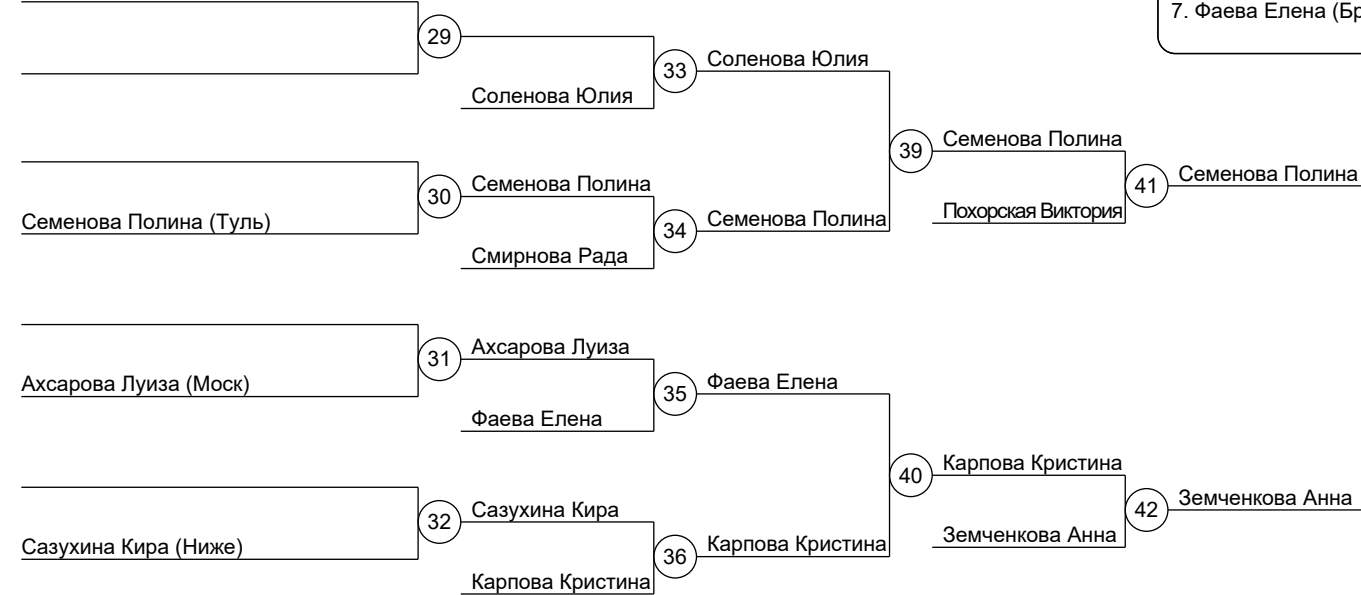 7. Фаева Елена (Бр
29
Соленова Юлия
33
Соленова Юлия
Семенова Полина (Туль)
30
Семенова Полина
Смирнова Рада
34
Семенова Полина
39
Семенова Полина
Похорская Виктория
41
Семенова Полина
Ахсарова Луиза (Моск)
31
Ахсарова Луиза
Фаева Елена
35
Фаева Елена
Сазухина Кира (Ниже)
32
Сазухина Кира
Карпова Кристина
36
Карпова Кристина
40
Карпова Кристина
Земченкова Анна
42
Земченкова Анна